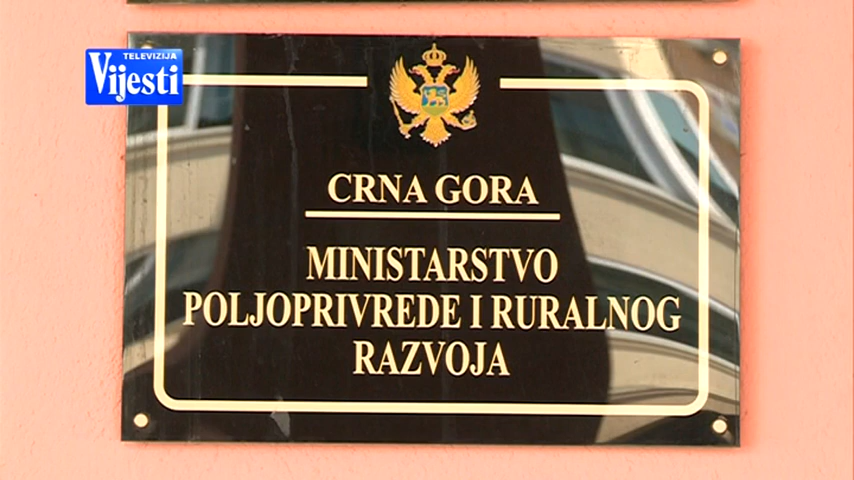 TELEVIZIJA
Vijesti
CRNA GORA
MINISTARSTVO
POLJOPRIVREDE I RURALNOG
RAZVOJA